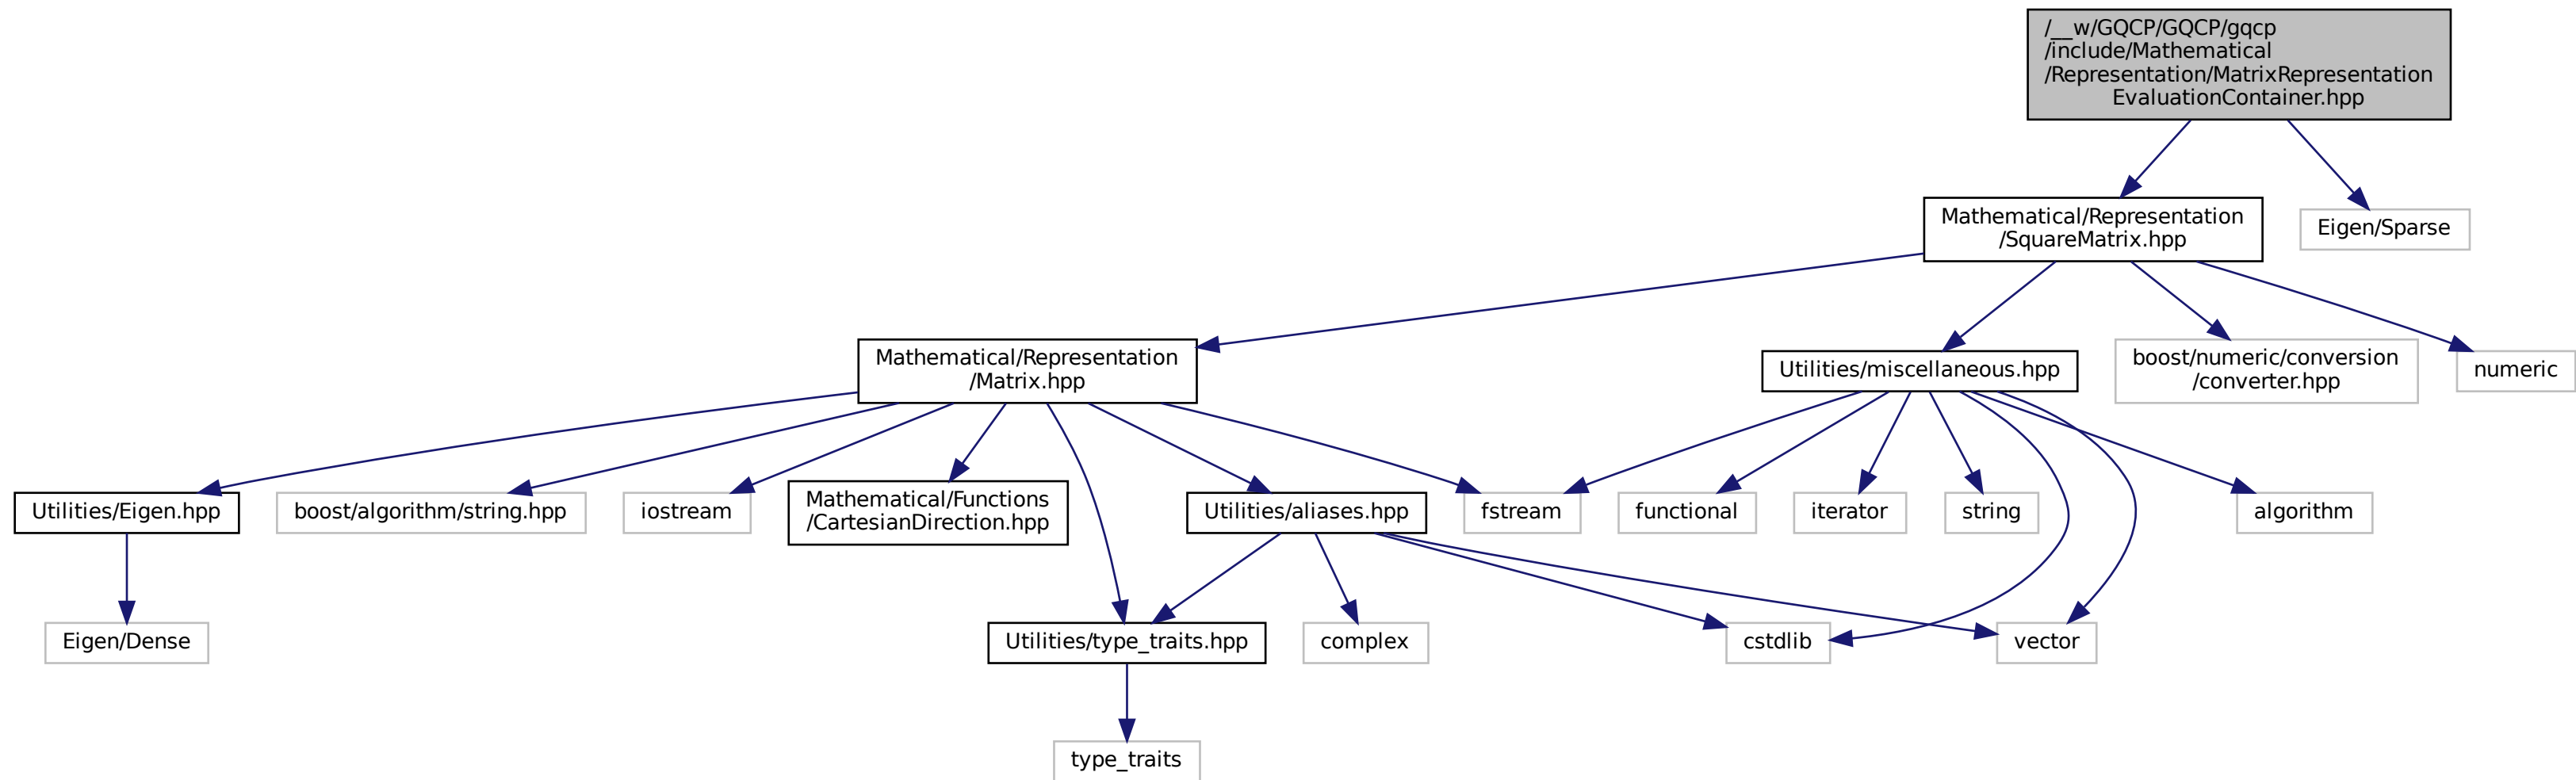 /__w/GQCP/GQCP/gqcp
/include/Mathematical
/Representation/MatrixRepresentation
EvaluationContainer.hpp
Mathematical/Representation
/SquareMatrix.hpp
Eigen/Sparse
Mathematical/Representation
/Matrix.hpp
Utilities/miscellaneous.hpp
boost/numeric/conversion
/converter.hpp
numeric
Utilities/Eigen.hpp
boost/algorithm/string.hpp
iostream
Mathematical/Functions
/CartesianDirection.hpp
Utilities/aliases.hpp
fstream
functional
iterator
string
algorithm
Eigen/Dense
Utilities/type_traits.hpp
complex
cstdlib
vector
type_traits